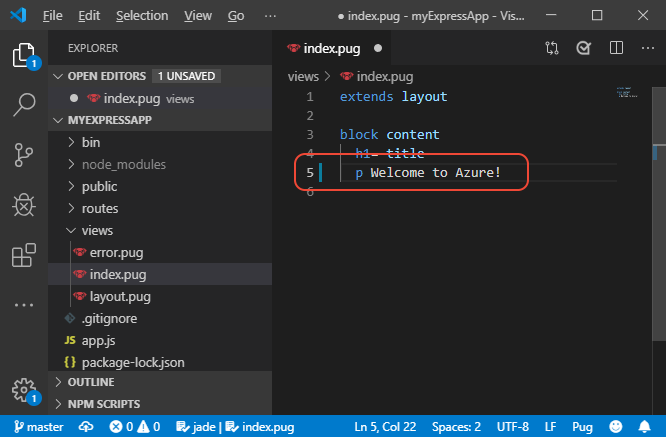 File Edit Selection View Go ··· ● index.pug - myExpressApp - Vis...
EXPLORER
OPEN EDITORS 1 UNSAVED
● index.pug views
MYEXPRESSAPP
bin
node_modules
public
routes
views
error.pug
index.pug
layout.pug
.gitignore
JS app.js
{} package-lock.json
OUTLINE
NPM SCRIPTS
1
1
index.pug ●
views > index.pug
1 extends layout
2
3 block content
4 h1= title
5 p Welcome to Azure!
6
master 0 0 jade | index.pug Ln 5, Col 22 Spaces: 2 UTF-8 LF Pug